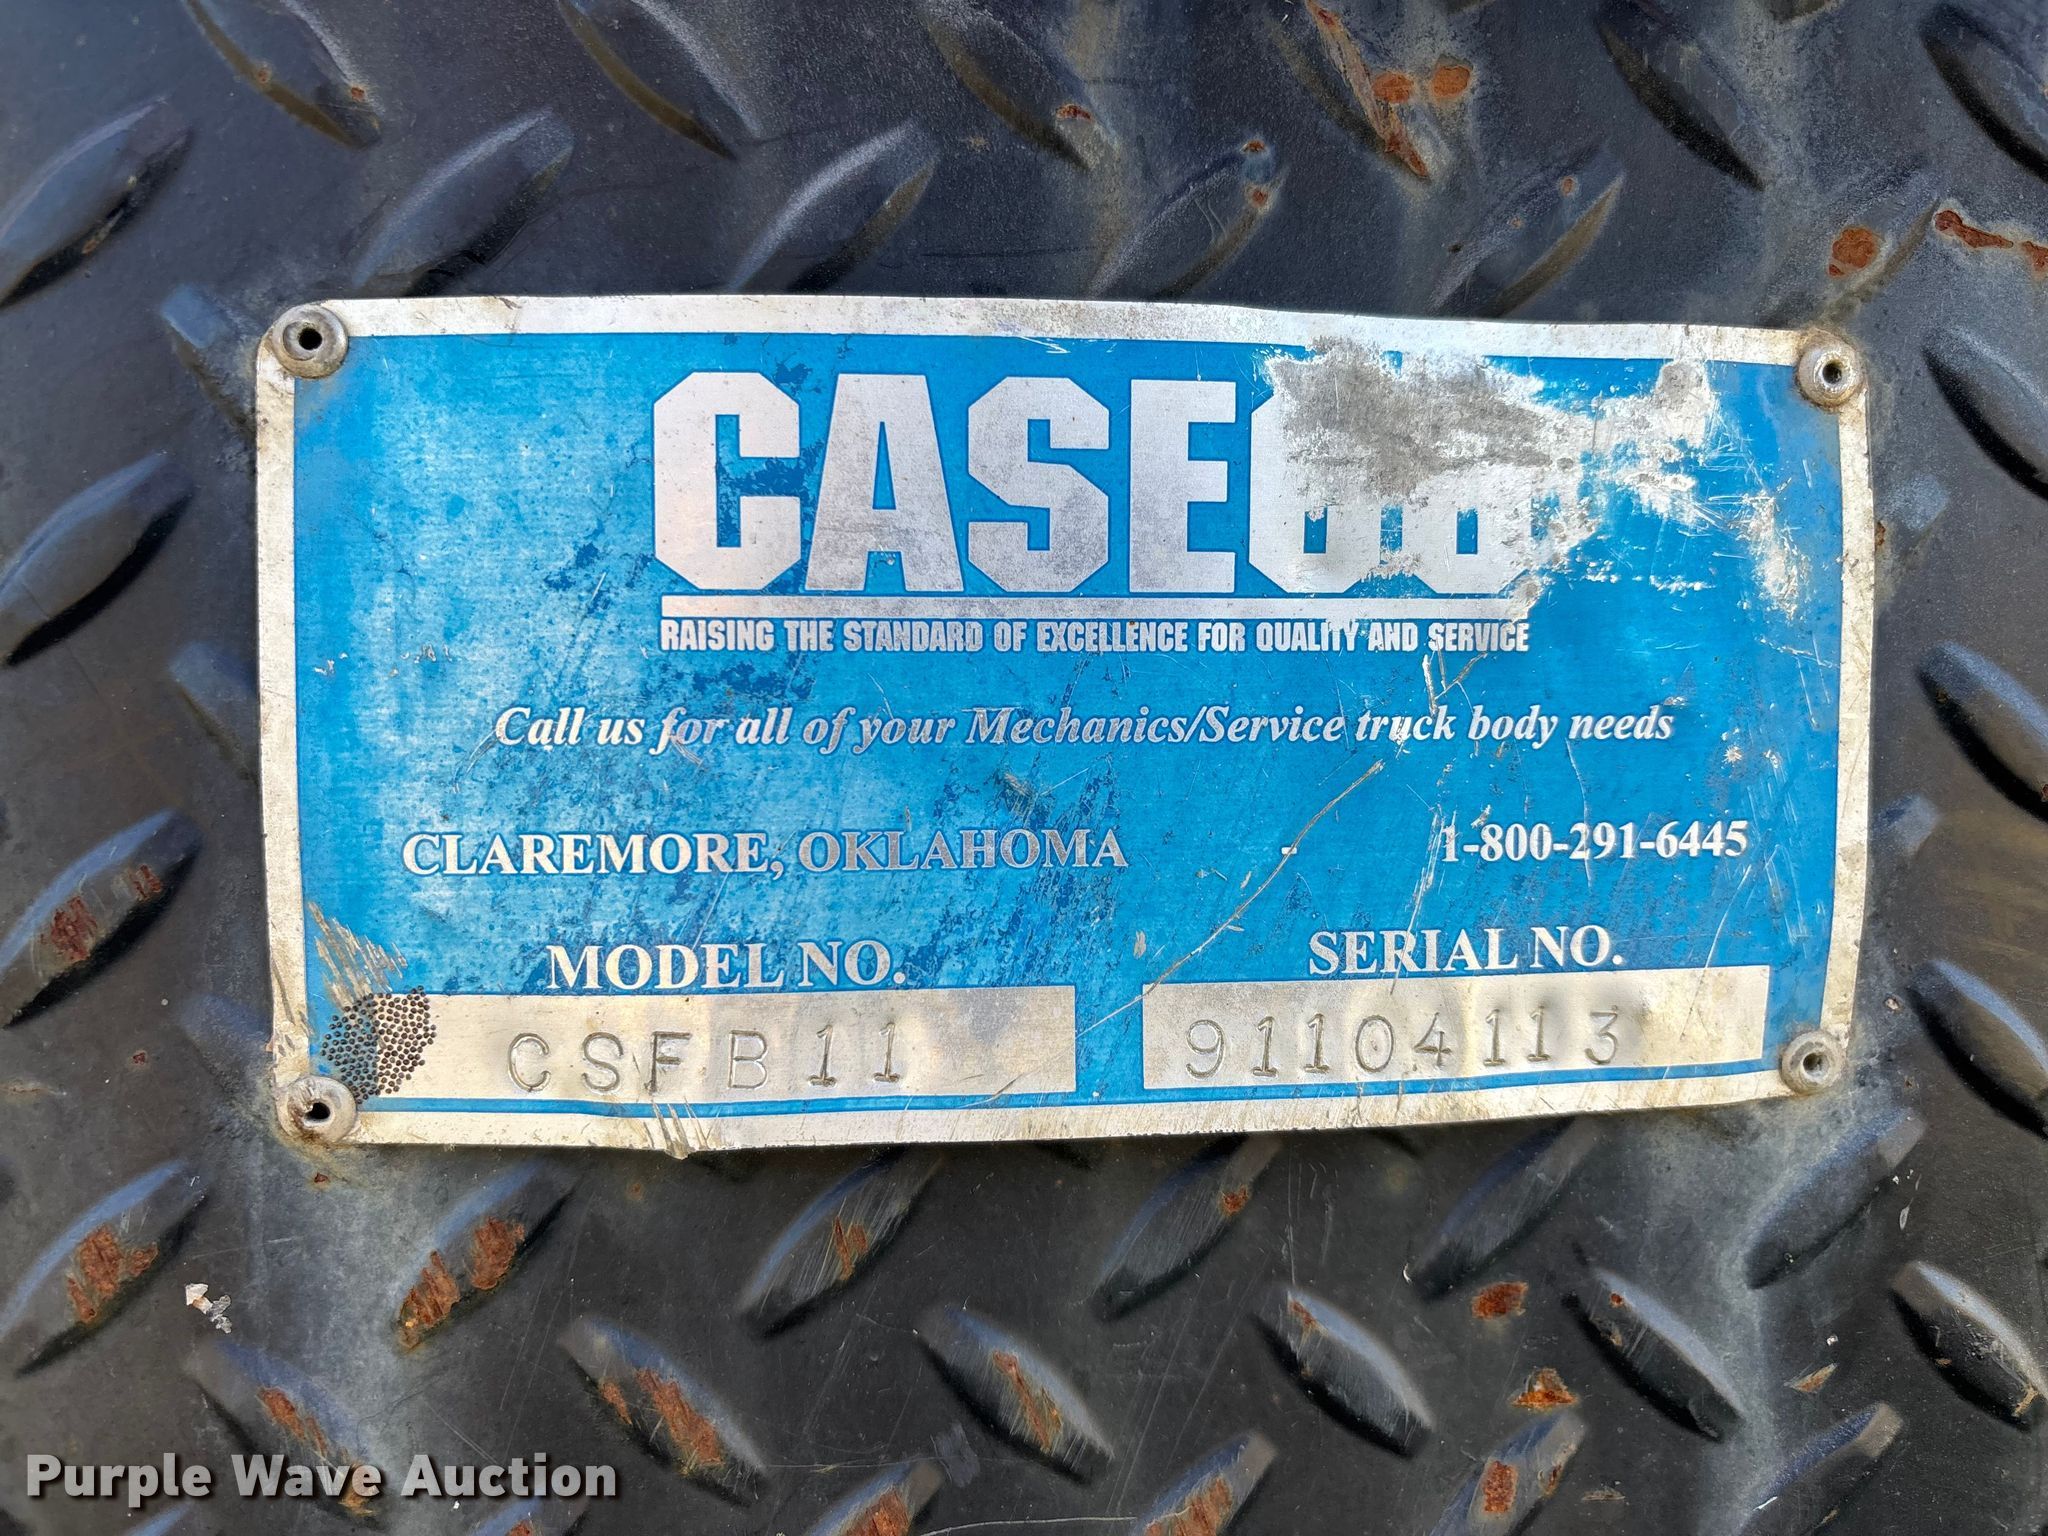 CASECO
RAISING THE STANDARD OF EXCELLENCE FOR QUALITY AND SERVICE
Call us for all of your Mechanics/Service truck body needs
CLAREMORE, OKLAHOMA - 1-800-291-6445
MODEL NO. SERIAL NO.
CSFB11 91104113
Purple Wave Auction